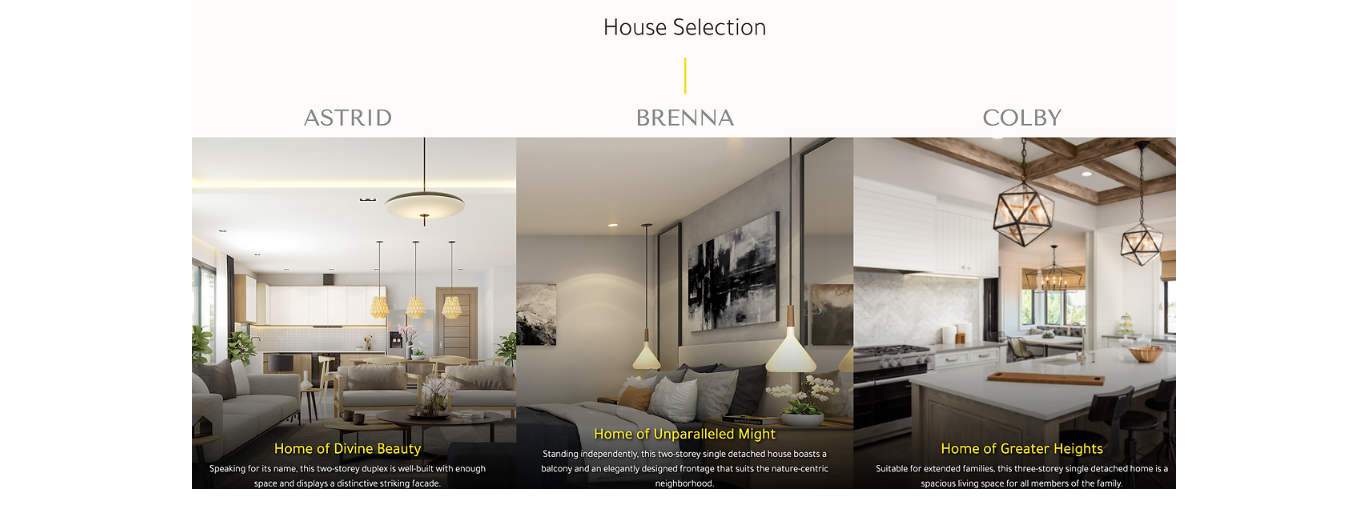 House Selection
ASTRID
BRENNA
COLBY
Home of Divine Beauty
Speaking for its name, this two-storey duplex is well-built with enough
space and displays a distinctive striking facade.
Home of Unparalleled Might
Standing independently, this two-storey single detached house boasts a
balcony and an elegantly designed frontage that suits the nature-centric
neighborhood.
Home of Greater Heights
Suitable for extended families, this three-storey single detached home is a
spacious living space for all members of the family.